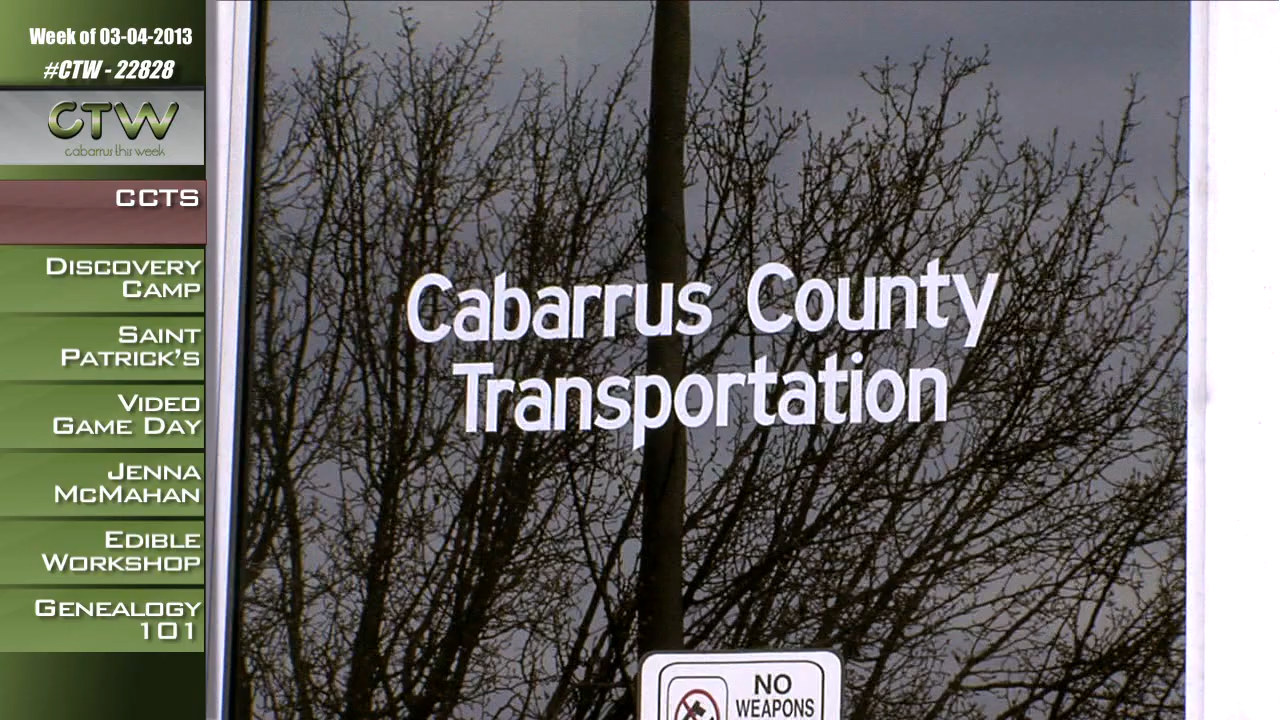 Week of 03-04-2013
#CTW - 22828
CTW
cabarrus this week
CCTS
DISCOVERY
CAMP
SAINT
PATRICK'S
VIDEO
GAME DAY
JENNA
MCMAHAN
EDIBLE
WORKSHOP
GENEALOGY
101
Cabarrus County
Transportation
NO
WEAPONS